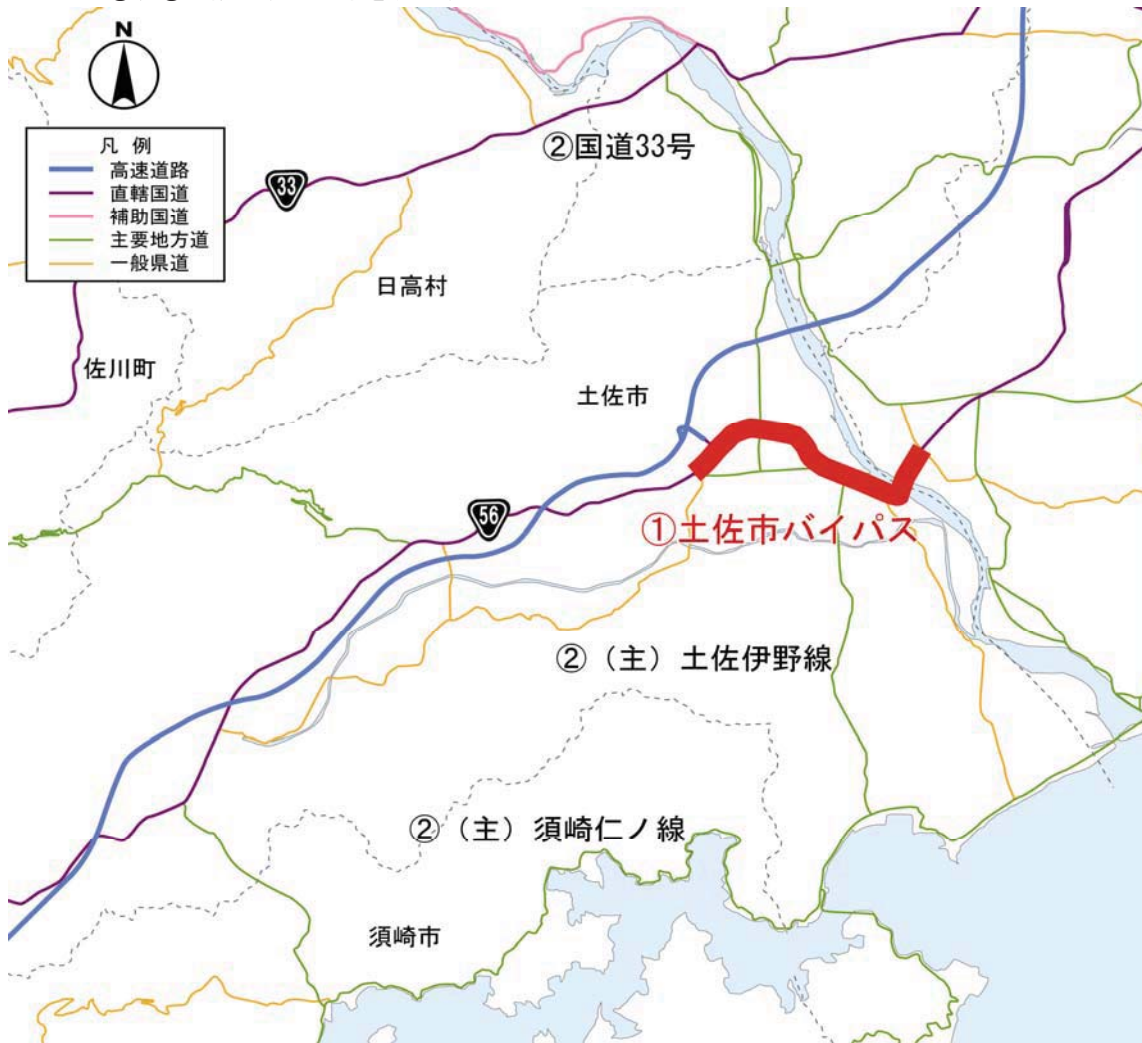 N
凡 例
高速道路
直轄国道
補助国道
主要地方道
一般県道
②国道33号
33
日高村
佐川町
土佐市
56
①土佐市バイパス
②（主）土佐伊野線
②（主）須崎仁ノ線
須崎市